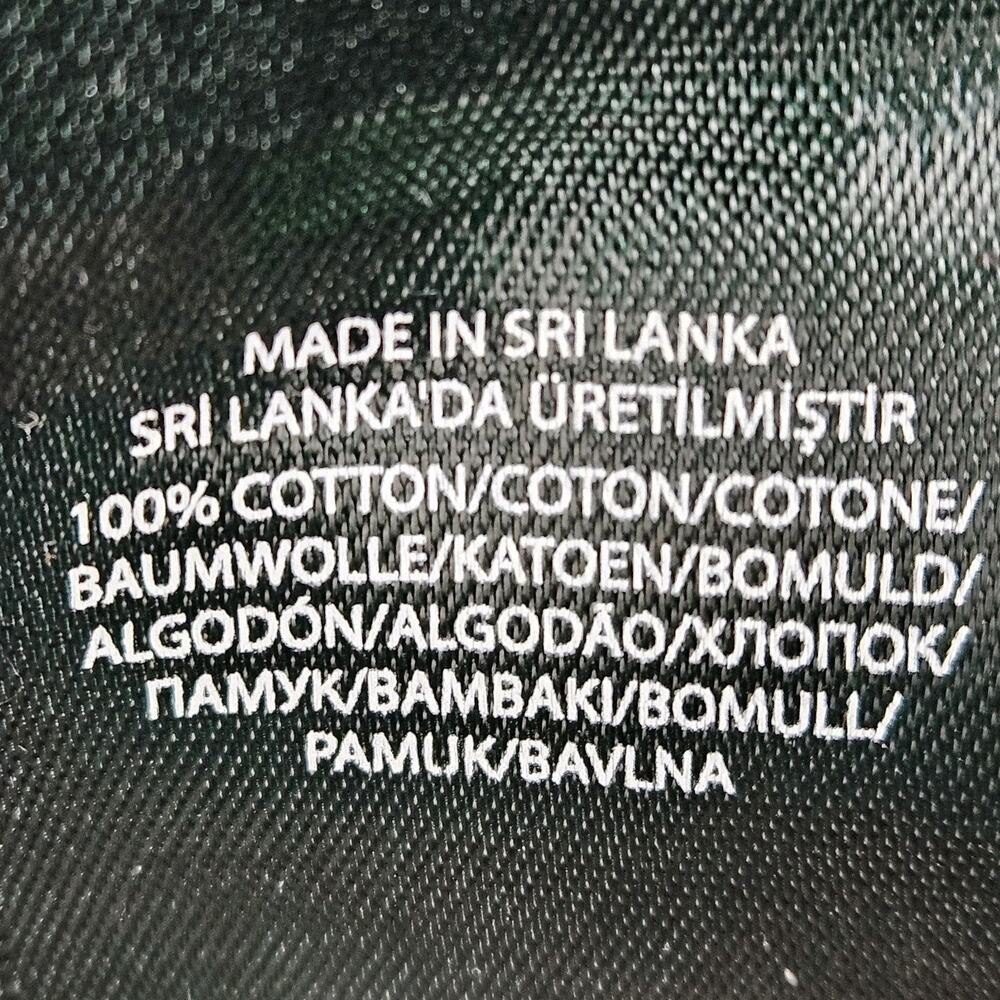 MADE IN SRI LANKA
SRİ LANKA'DA ÜRETİLMİŞTİR
100% COTTON/COTON/COTONE/
BAUMWOLLE/KATOEN/BOMULD/
ALGODÓN/ALGODÃO/ХЛОПОК/
ПАМУК/ΒΑΜΒΑΚΙ/BOMULL/
PAMUK/BAVLNA